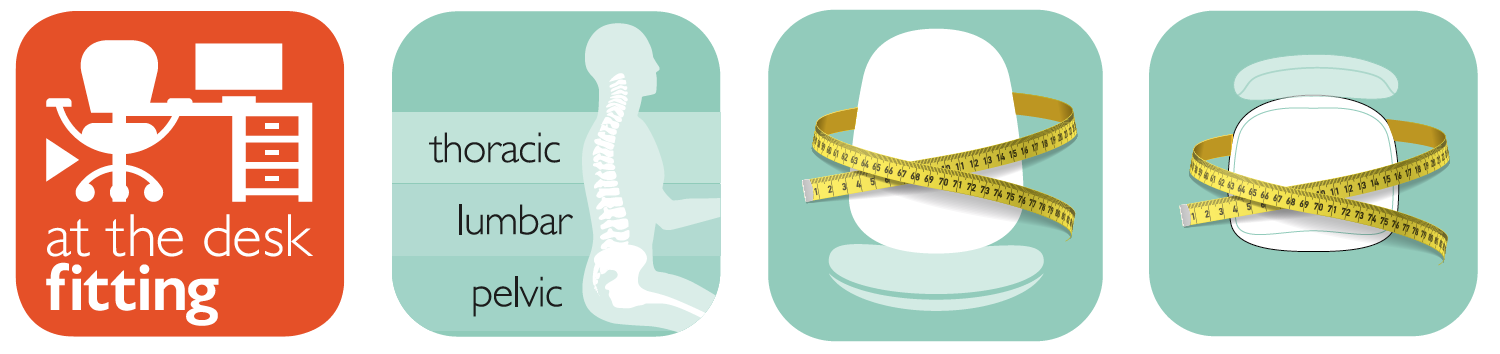 at the desk
fitting
thoracic
lumbar
pelvic